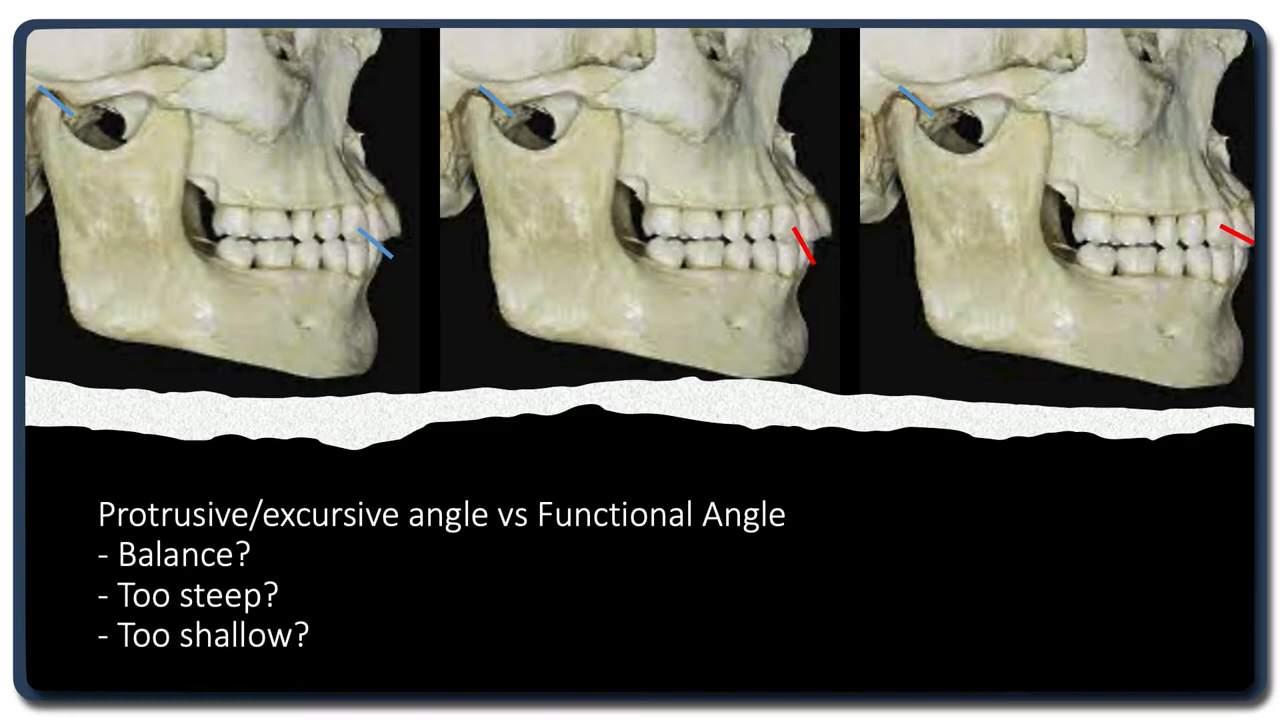 Protrusive/excursive angle vs Functional Angle
- Balance?
- Too steep?
- Too shallow?